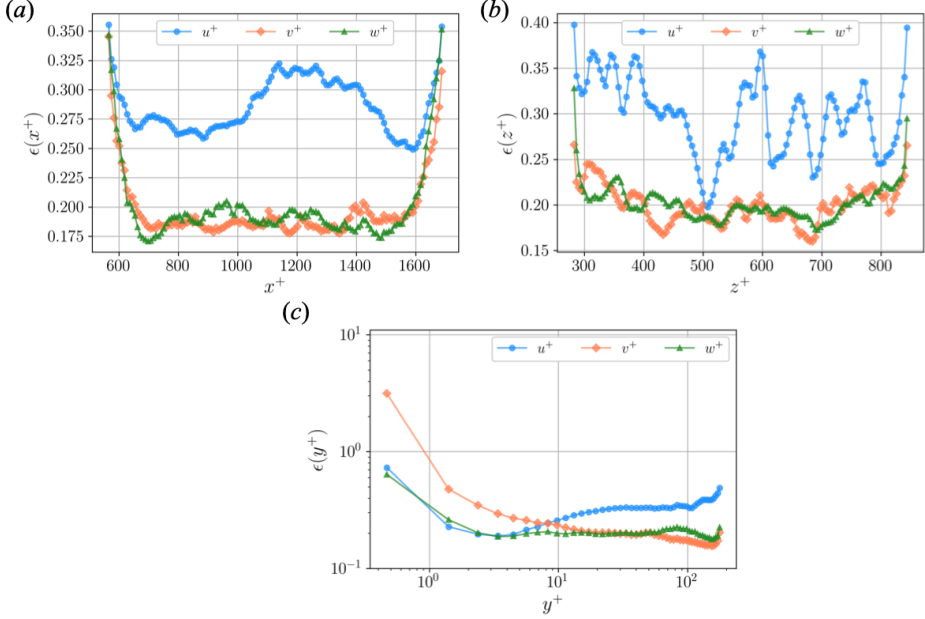 (a)
(b)
0.350
0.325
0.300
0.275
0.250
0.225
0.200
0.175
ϵ(x⁺)
u⁺ v⁺ w⁺
600 800 1000 1200 1400 1600
x⁺
0.40
0.35
0.30
0.25
0.20
0.15
ϵ(z⁺)
u⁺ v⁺ w⁺
300 400 500 600 700 800
z⁺
(c)
10¹
10⁰
10⁻¹
ϵ(y⁺)
u⁺ v⁺ w⁺
10⁰ 10¹ 10²
y⁺